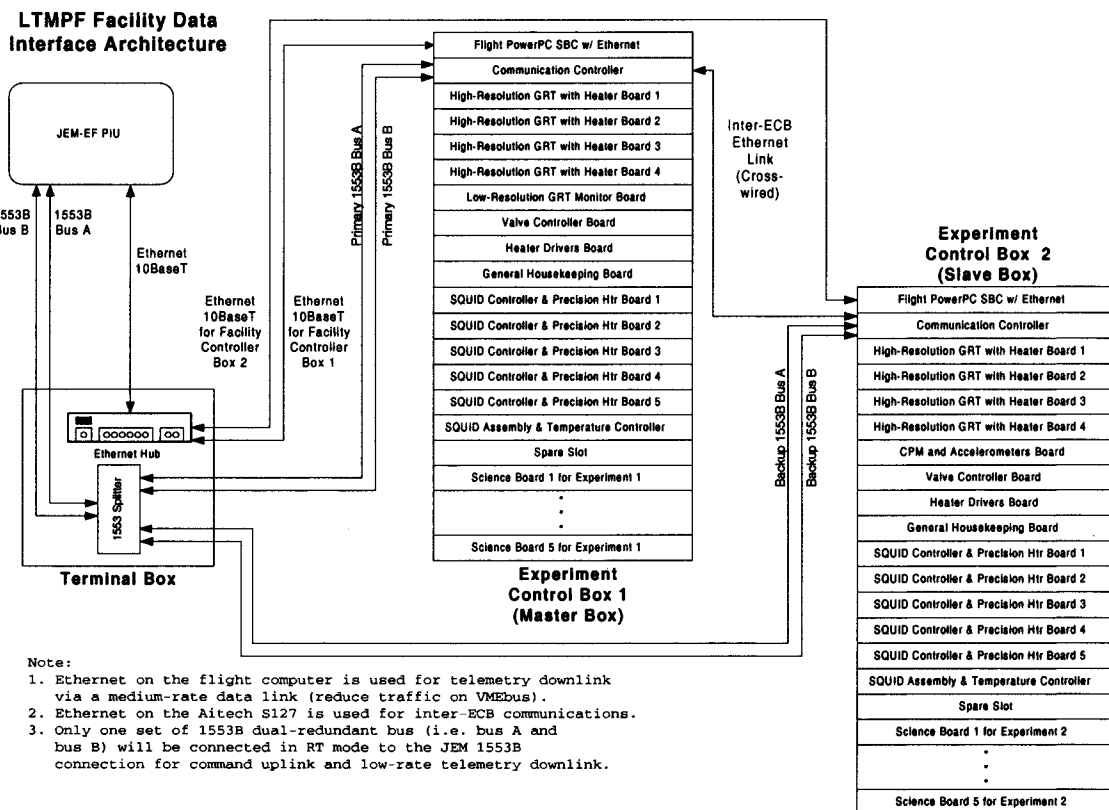 LTMPF Facility Data
Interface Architecture
JEM-EF PIU
1553B
Bus B
1553B
Bus A
Ethernet
10BaseT
Ethernet
10BaseT
for Facility
Controller
Box 2
Ethernet
10BaseT
for Facility
Controller
Box 1
Primary 1553B Bus A
Primary 1553B Bus B
Ethernet Hub
1553 Splitter
Terminal Box
Flight PowerPC SBC w/ Ethernet
Communication Controller
High-Resolution GRT with Heater Board 1
High-Resolution GRT with Heater Board 2
High-Resolution GRT with Heater Board 3
High-Resolution GRT with Heater Board 4
Low-Resolution GRT Monitor Board
Valve Controller Board
Heater Drivers Board
General Housekeeping Board
SQUID Controller & Precision Htr Board 1
SQUID Controller & Precision Htr Board 2
SQUID Controller & Precision Htr Board 3
SQUID Controller & Precision Htr Board 4
SQUID Controller & Precision Htr Board 5
SQUID Assembly & Temperature Controller
Spare Slot
Science Board 1 for Experiment 1
Science Board 5 for Experiment 1
Experiment
Control Box 1
(Master Box)
Inter-ECB
Ethernet
Link
(Cross-
wired)
Backup 1553B Bus A
Backup 1553B Bus B
Experiment
Control Box 2
(Slave Box)
Flight PowerPC SBC w/ Ethernet
Communication Controller
High-Resolution GRT with Heater Board 1
High-Resolution GRT with Heater Board 2
High-Resolution GRT with Heater Board 3
High-Resolution GRT with Heater Board 4
CPM and Accelerometers Board
Valve Controller Board
Heater Drivers Board
General Housekeeping Board
SQUID Controller & Precision Htr Board 1
SQUID Controller & Precision Htr Board 2
SQUID Controller & Precision Htr Board 3
SQUID Controller & Precision Htr Board 4
SQUID Controller & Precision Htr Board 5
SQUID Assembly & Temperature Controller
Spare Slot
Science Board 1 for Experiment 2
Science Board 5 for Experiment 2
Note:
1. Ethernet on the flight computer is used for telemetry downlink
via a medium-rate data link (reduce traffic on VMEbus).
2. Ethernet on the Aitech S127 is used for inter-ECB communications.
3. Only one set of 1553B dual-redundant bus (i.e. bus A and
bus B) will be connected in RT mode to the JEM 1553B
connection for command uplink and low-rate telemetry downlink.